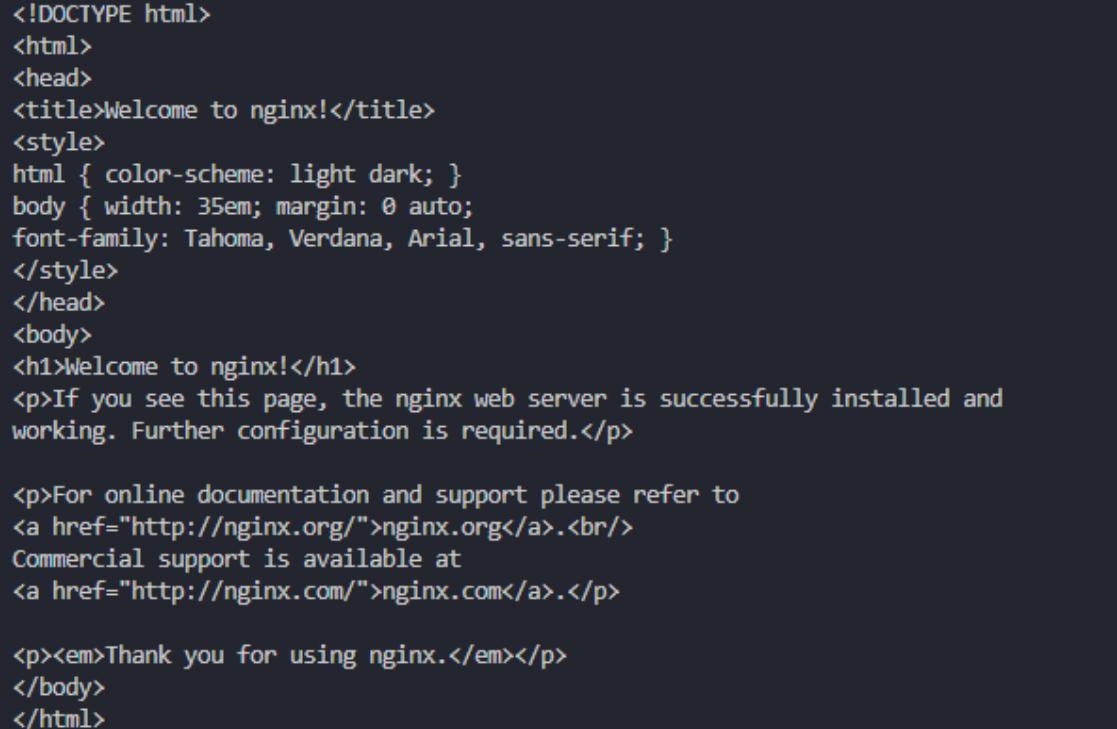 <!DOCTYPE html>
<html>
<head>
<title>Welcome to nginx!</title>
<style>
html { color-scheme: light dark; }
body { width: 35em; margin: 0 auto;
font-family: Tahoma, Verdana, Arial, sans-serif; }
</style>
</head>
<body>
<h1>Welcome to nginx!</h1>
<p>If you see this page, the nginx web server is successfully installed and
working. Further configuration is required.</p>

<p>For online documentation and support please refer to
<a href="http://nginx.org/">nginx.org</a>.<br/>
Commercial support is available at
<a href="http://nginx.com/">nginx.com</a>.</p>

<p><em>Thank you for using nginx.</em></p>
</body>
</html>